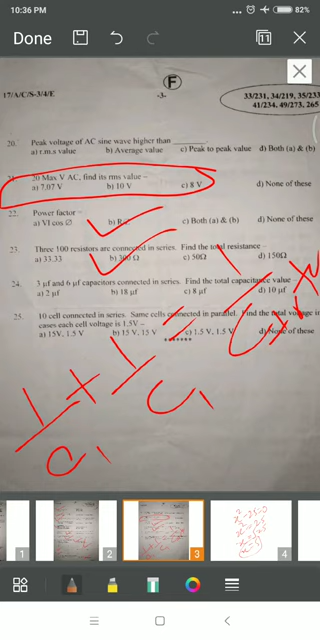 10:36 PM
... 82%
Done
11
17/A/C/S-3/4/E
F
-3-
33/231, 34/219, 35/233
41/234, 49/273, 265
20. Peak voltage of AC sine wave higher than
a) r.m.s value b) Average value c) Peak to peak value d) Both (a) & (b)
20 Max V AC, find its rms value –
a) 7.07 V b) 10 V c) 8 V d) None of these
22. Power factor –
a) VI cos Ø c) Both (a) & (b) d) None of these
23. Three 100 resistors are connected in series. Find the total resistance –
a) 33.33 b) 300 Ω c) 50Ω d) 150Ω
24. 3 µf and 6 µf capacitors connected in series. Find the total capacitance value
a) 2 µf b) 18 µf c) 8 µf d) 10 µf
25. 10 cell connected in series. Same cells connected in parallel. Find the total voltage in
cases each cell voltage is 1.5V –
a) 15V, 1.5 V b) 15 V, 15 V c) 1.5 V, 1.5 V d) None of these
*******
1/C1 + 1/C1 = 1
1
2
3
4